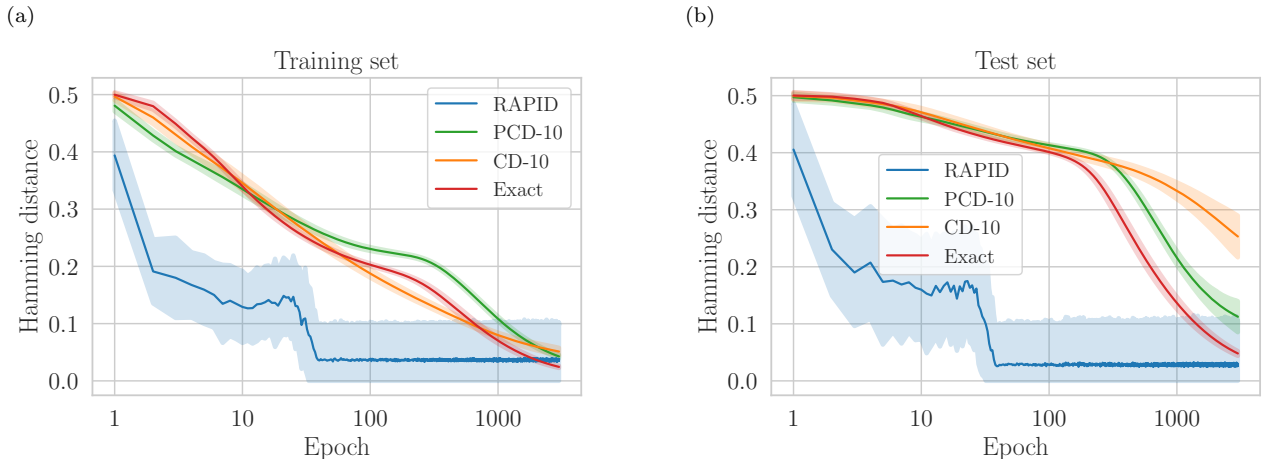 (a)
Training set
Hamming distance
0.5
0.4
0.3
0.2
0.1
0.0
RAPID
PCD-10
CD-10
Exact
1
10
100
1000
Epoch
(b)
Test set
Hamming distance
0.5
0.4
0.3
0.2
0.1
0.0
RAPID
PCD-10
CD-10
Exact
1
10
100
1000
Epoch